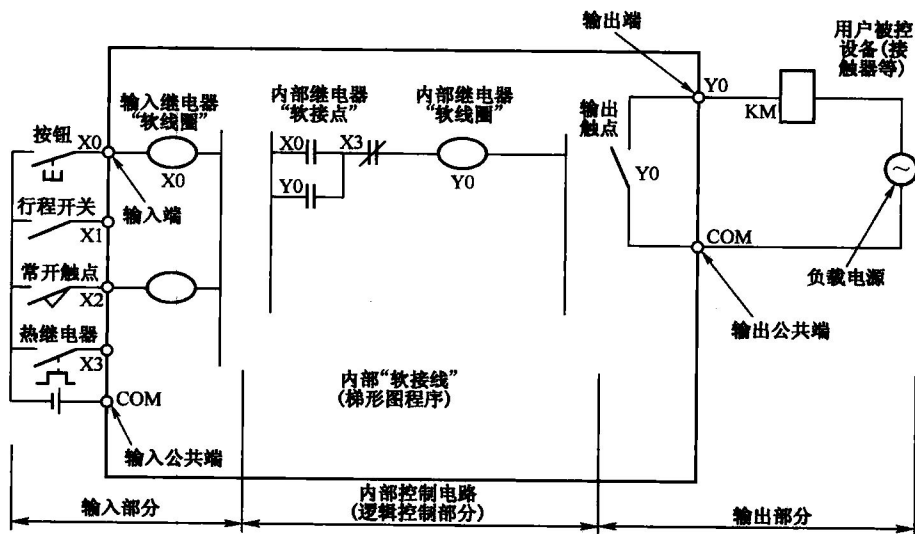 输出端
用户被控
设备(接
触器等)
输入继电器
“软线圈”
内部继电器
“软接点”
内部继电器
“软线圈”
Y0
KM
输出
触点
按钮
X0
X0
X3
X0
Y0
Y0
Y0
行程开关
X1
输入端
COM
常开触点
X2
负载电源
热继电器
X3
输出公共端
COM
内部“软接线”
(梯形图程序)
输入公共端
输入部分
内部控制电路
(逻辑控制部分)
输出部分